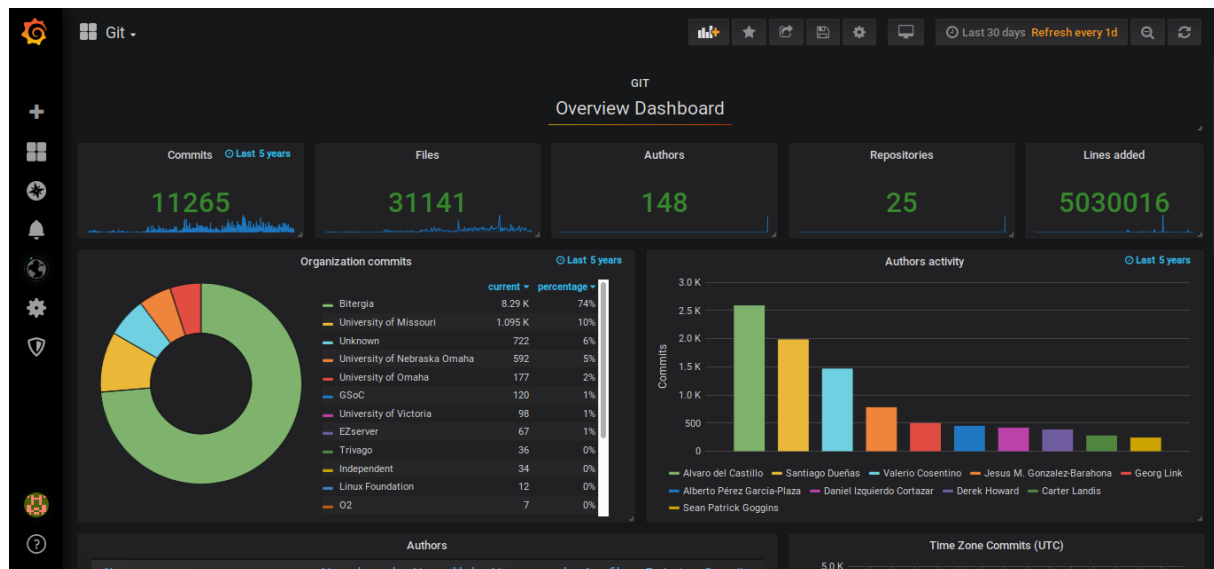 Git
Last 30 days Refresh every 1d
GIT
Overview Dashboard
Commits Last 5 years
11265
Files
31141
Authors
148
Repositories
25
Lines added
5030016
Organization commits Last 5 years
current percentage
Bitergia 8.29 K 74%
University of Missouri 1.095 K 10%
Unknown 722 6%
University of Nebraska Omaha 592 5%
University of Omaha 177 2%
GSoC 120 1%
University of Victoria 98 1%
EZserver 67 1%
Trivago 36 0%
Independent 34 0%
Linux Foundation 12 0%
O2 7 0%
Authors activity Last 5 years
Commits
3.0 K
2.5 K
2.0 K
1.5 K
1.0 K
500
0
Alvaro del Castillo Santiago Dueñas Valerio Cosentino Jesus M. Gonzalez-Barahona Georg Link
Alberto Pérez García-Plaza Daniel Izquierdo Cortazar Derek Howard Carter Landis
Sean Patrick Goggins
Authors
Time Zone Commits (UTC)
5.0 K